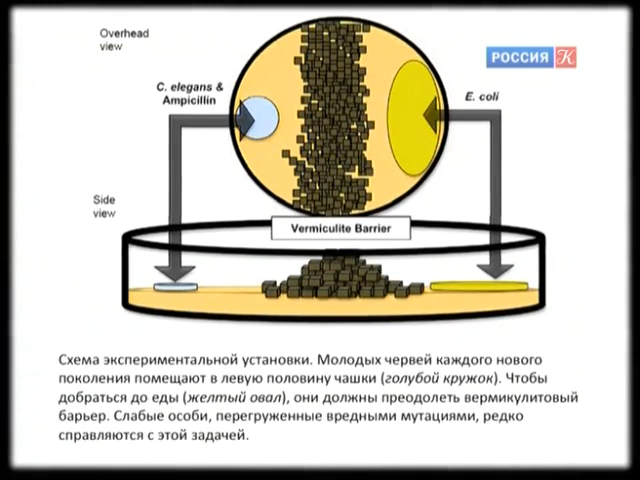 Overhead
view
РОССИЯ К
C. elegans &
Ampicillin
E. coli
Side
view
Vermiculite Barrier
Схема экспериментальной установки. Молодых червей каждого нового
поколения помещают в левую половину чашки (голубой кружок). Чтобы
добраться до еды (желтый овал), они должны преодолеть вермикулитовый
барьер. Слабые особи, перегруженные вредными мутациями, редко
справляются с этой задачей.